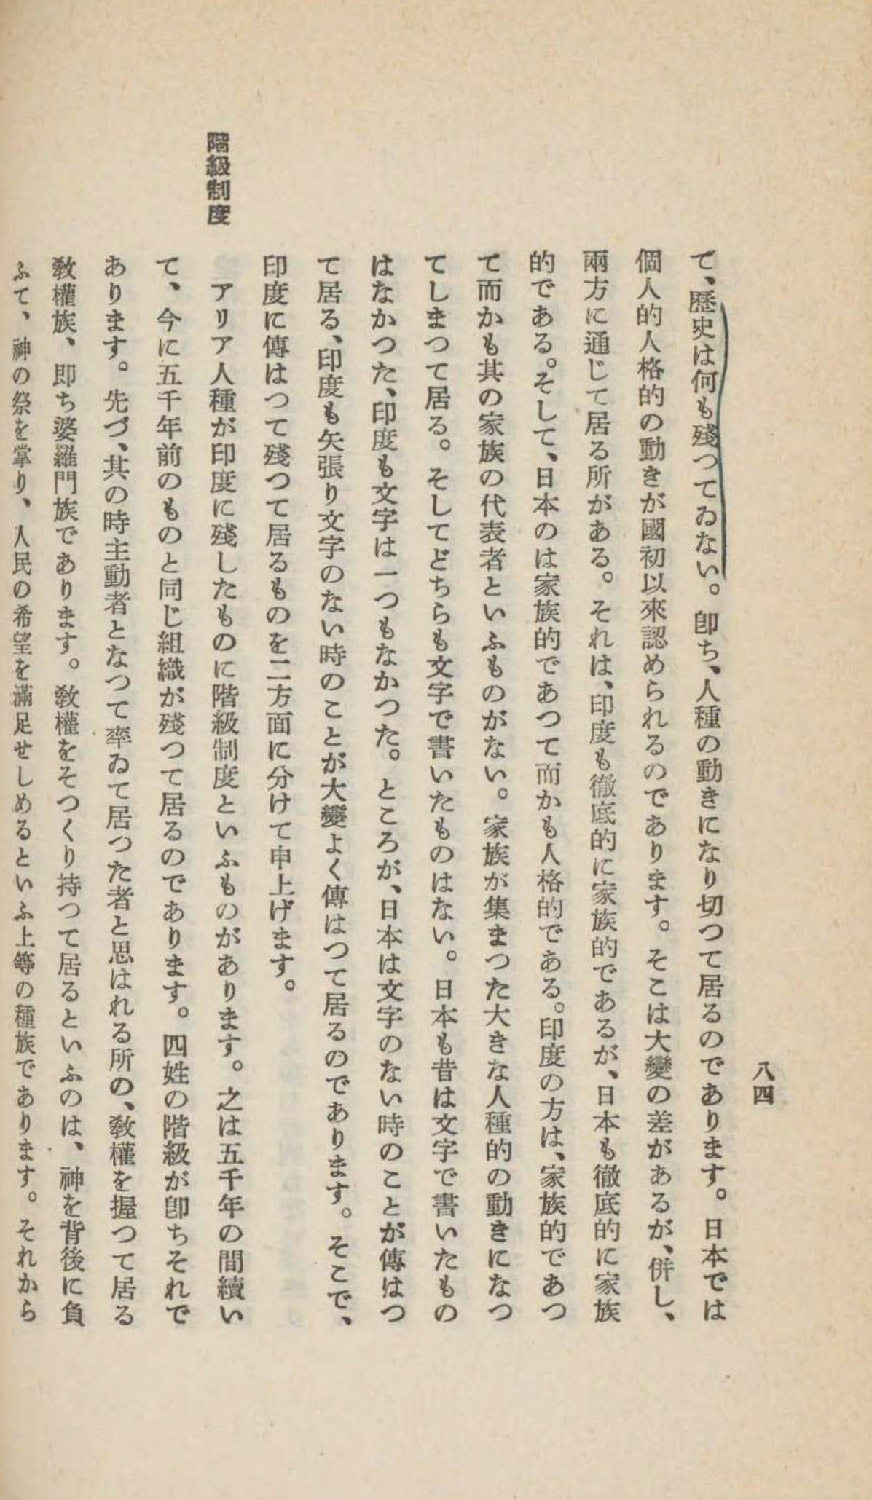 八四
で、歷史は何も殘つてゐない。卽ち、人種の動きになり切つて居るのであります。日本では
個人的人格的の動きが國初以來認められるのであります。そこは大變の差があるが、併し、
兩方に通じて居る所がある。それは、印度も徹底的に家族的であるが、日本も徹底的に家族
的である。そして、日本のは家族的であつて而かも人格的である。印度の方は、家族的であつ
て而かも其の家族の代表者といふものがない。家族が集まつた大きな人種的の動きになつ
てしまつて居る。そしてどちらも文字で書いたものはない。日本も昔は文字で書いたもの
はなかつた、印度も文字は一つもなかつた。ところが、日本は文字のない時のことが傳はつ
て居る、印度も矢張り文字のない時のことが大變よく傳はつて居るのであります。そこで、
印度に傳はつて殘つて居るものを二方面に分けて申上げます。
階級制度
アリア人種が印度に殘したものに階級制度といふものがあります。之は五千年の間續い
て、今に五千年前のものと同じ組織が殘つて居るのであります。四姓の階級が卽ちそれで
あります。先づ、其の時主動者となつて率ゐて居つた者と思はれる所の、敎權を握つて居る
敎權族、卽ち婆羅門族であります。敎權をそつくり持つて居るといふのは、神を背後に負
ふて、神の祭を掌り、人民の希望を滿足せしめるといふ上等の種族であります。それから